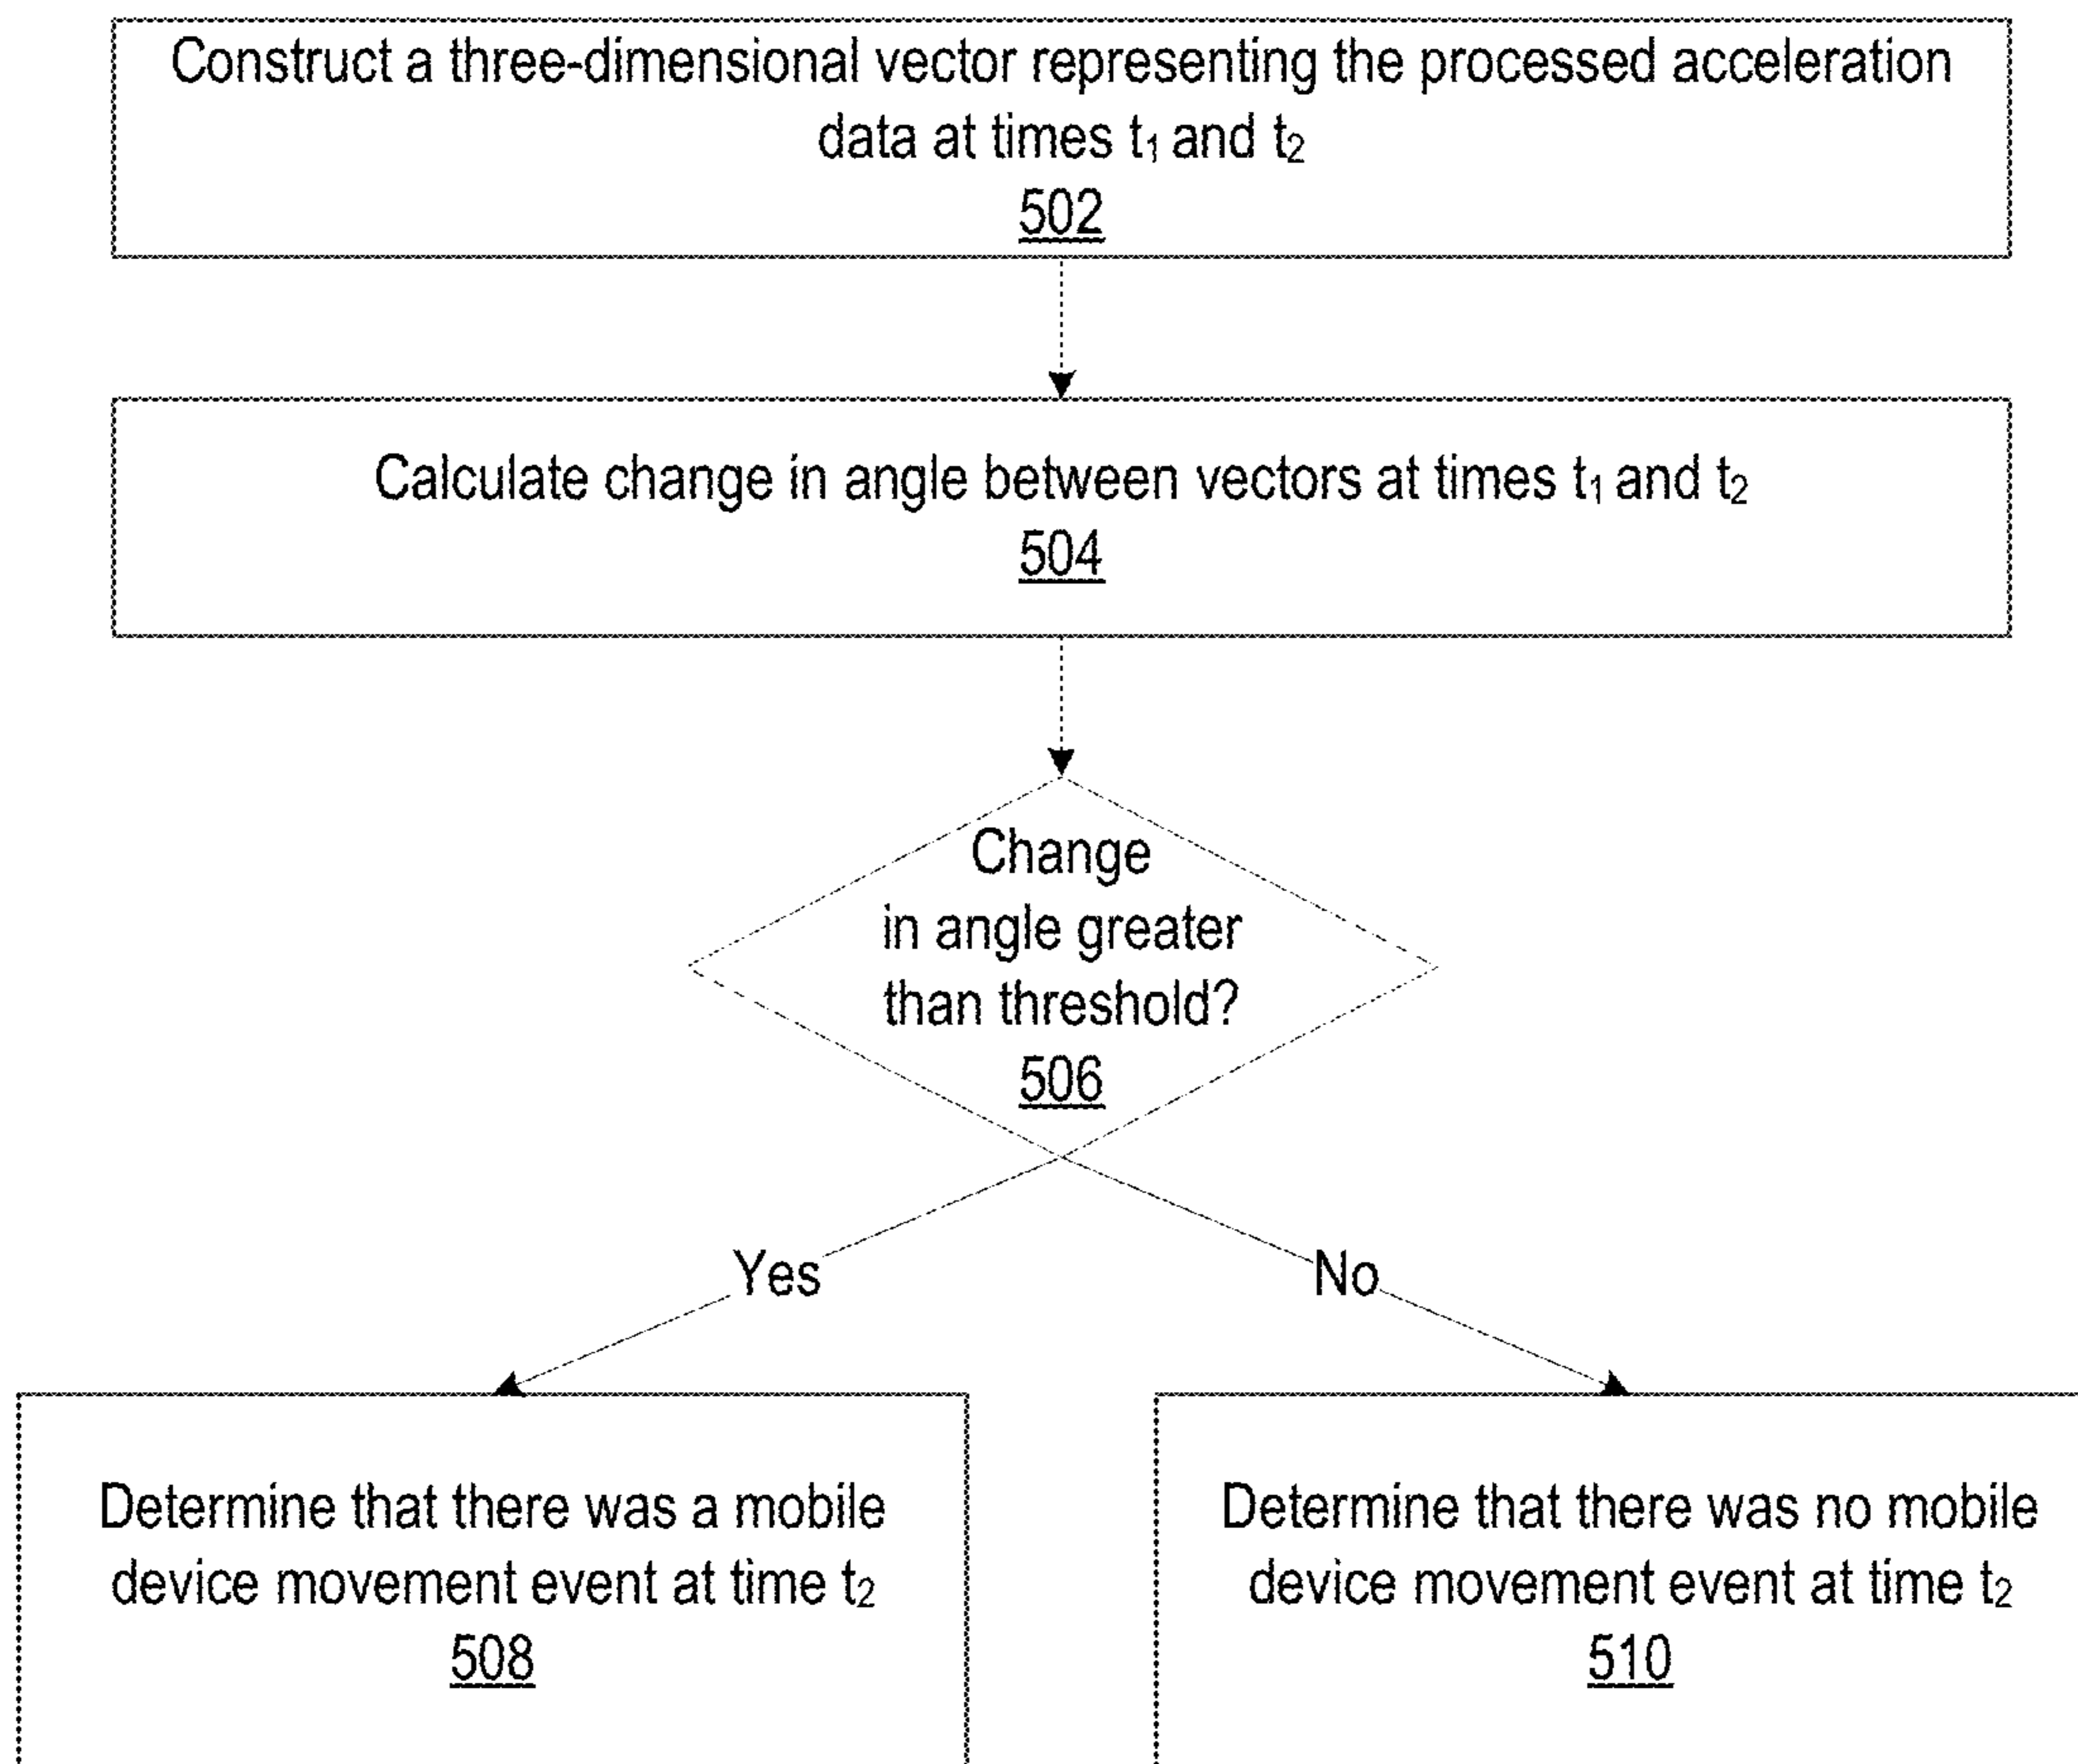 Construct a three-dimensional vector representing the processed acceleration
data at times t₁ and t₂
502
Calculate change in angle between vectors at times t₁ and t₂
504
Change
in angle greater
than threshold?
506
Yes
No
Determine that there was a mobile
device movement event at time t₂
508
Determine that there was no mobile
device movement event at time t₂
510